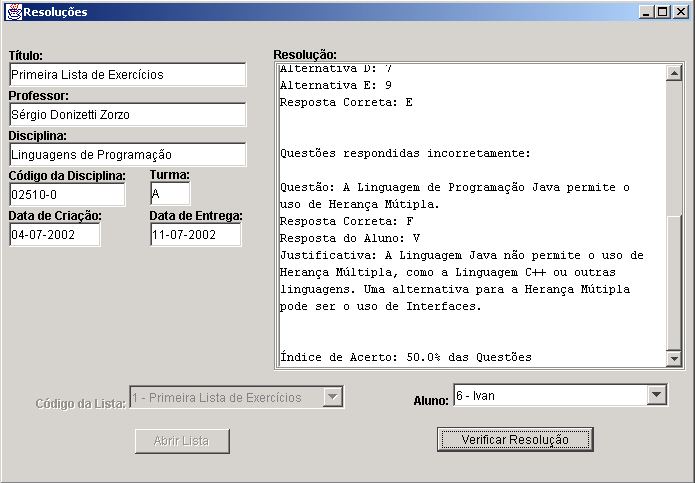 Resoluções
Título:
Primeira Lista de Exercícios
Professor:
Sérgio Donizetti Zorzo
Disciplina:
Linguagens de Programação
Código da Disciplina:
Turma:
02510-0
A
Data de Criação:
Data de Entrega:
04-07-2002
11-07-2002
Resolução:
Alternativa D: 7
Alternativa E: 9
Resposta Correta: E
Questões respondidas incorretamente:
Questão: A Linguagem de Programação Java permite o
uso de Herança Mútipla.
Resposta Correta: F
Resposta do Aluno: V
Justificativa: A Linguagem Java não permite o uso de
Herança Múltipla, como a Linguagem C++ ou outras
linguagens. Uma alternativa para a Herança Mútipla
pode ser o uso de Interfaces.
Índice de Acerto: 50.0% das Questões
Código da Lista:
1 - Primeira Lista de Exercícios
Aluno:
6 - Ivan
Abrir Lista
Verificar Resolução